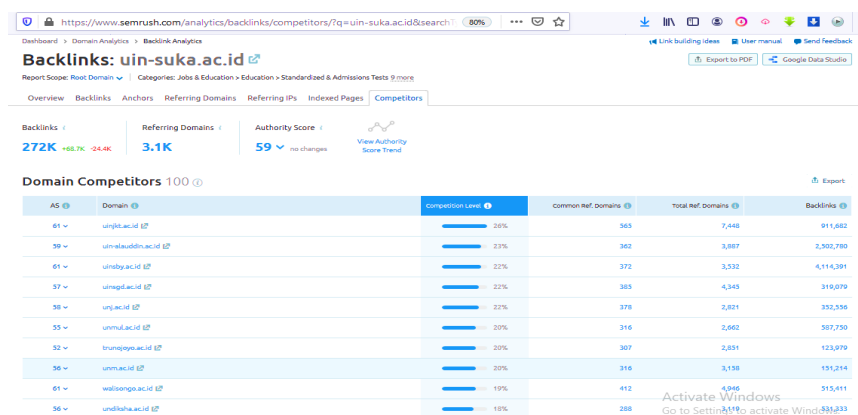 https://www.semrush.com/analytics/backlinks/competitors/?q=uin-suka.ac.id&search 80%
Dashboard > Domain Analytics > Backlink Analytics Link building ideas User manual Send feedback
Backlinks: uin-suka.ac.id Export to PDF Google Data Studio
Report Scope: Root Domain Categories: Jobs & Education > Education > Standardized & Admissions Tests 9 more
Overview Backlinks Anchors Referring Domains Referring IPs Indexed Pages Competitors
Backlinks i Referring Domains i Authority Score i
272K +68.7K -24.4K 3.1K 59 no changes View Authority
Score Trend
Domain Competitors 100 Export
AS Domain Competition Level Common Ref. Domains Total Ref. Domains Backlinks
61 uinjkt.ac.id 26% 565 7,448 911,682
59 uin-alauddin.ac.id 23% 362 3,887 2,502,780
61 uinsby.ac.id 22% 372 3,532 4,114,391
57 uinsgd.ac.id 22% 385 4,345 319,079
58 unj.ac.id 22% 378 2,821 352,556
55 unmul.ac.id 20% 316 2,662 587,750
52 trunojoyo.ac.id 20% 307 2,851 123,979
56 unm.ac.id 20% 316 3,158 151,214
61 walisongo.ac.id 19% 412 4,946 515,411
Activate Windows
56 undiksha.ac.id 18% 288 3,119 531,333
Go to Settings to activate Windows.